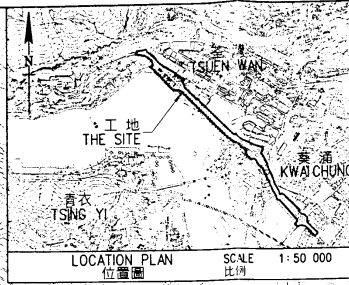 N
荃灣
TSUEN WAN
工地
THE SITE
葵涌
KWAI CHUNG
青衣
TSING YI
LOCATION PLAN
位置圖
SCALE 1:50 000
比例